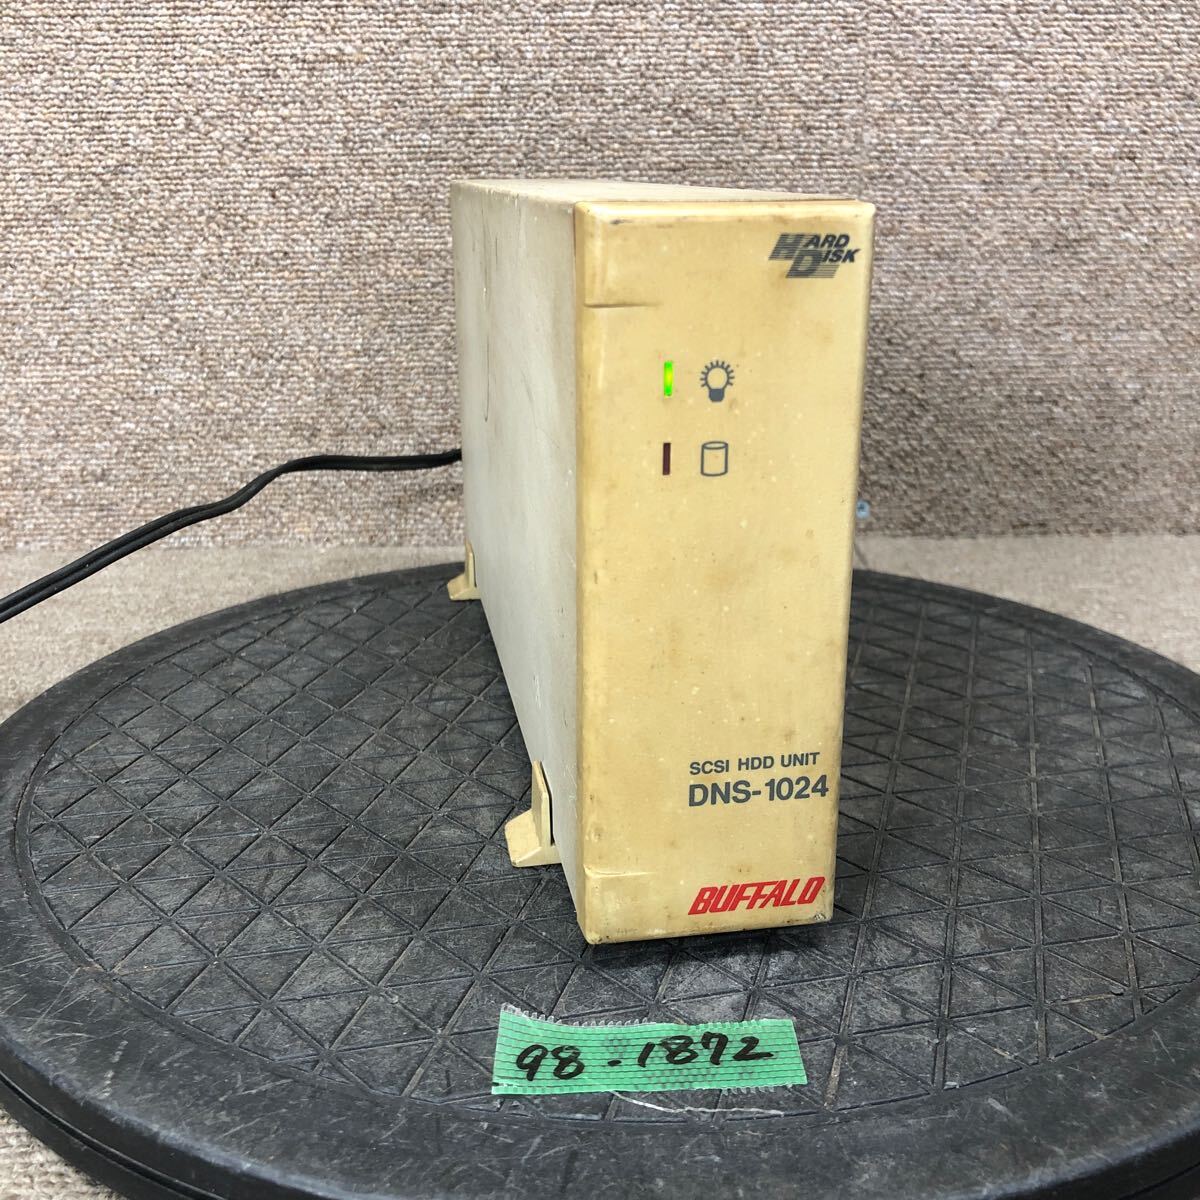 HARD
DISK
SCSI HDD UNIT
DNS-1024
BUFFALO
98-1872